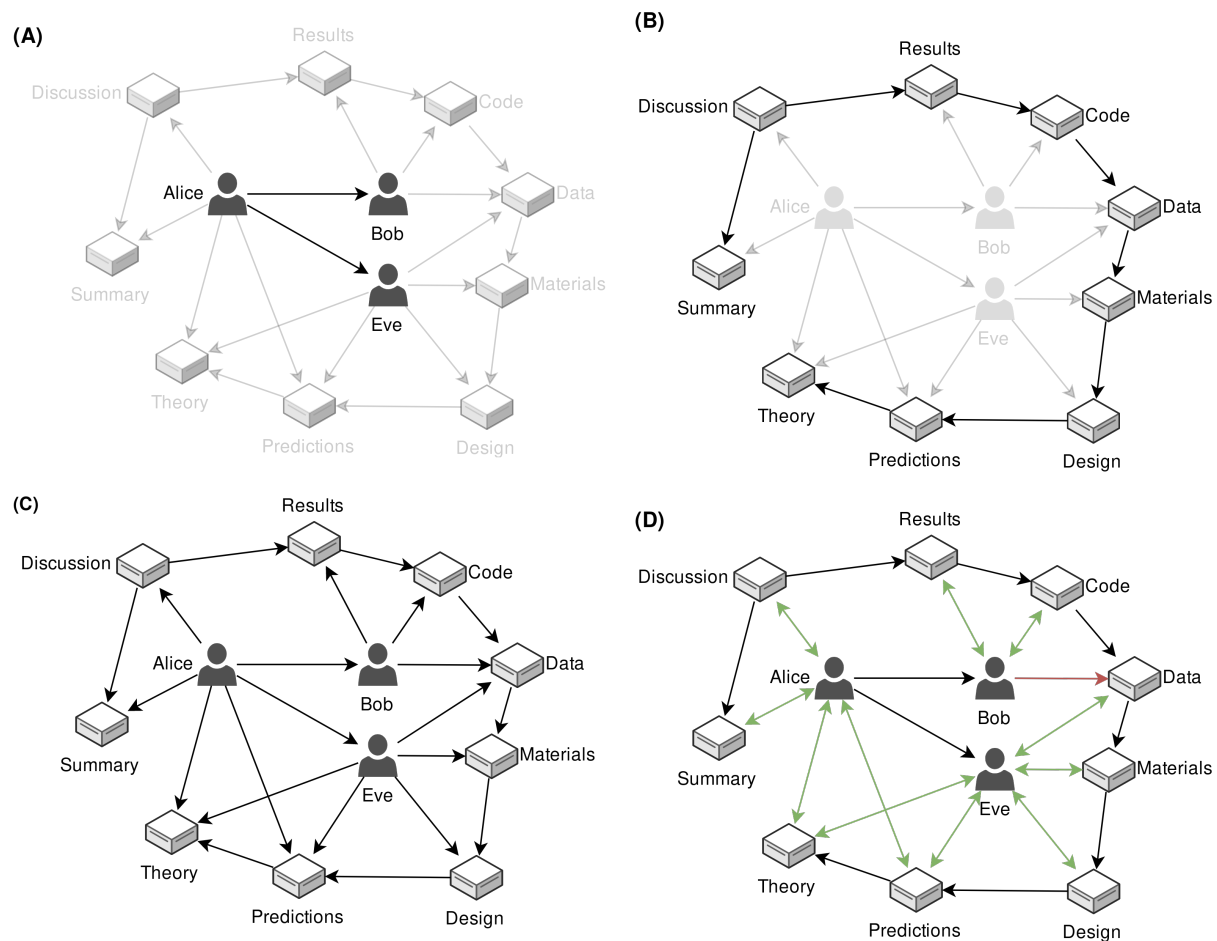 (A)
Results
Discussion
Code
Alice
Data
Bob
Summary
Materials
Eve
Theory
Predictions
Design
(B)
Results
Discussion
Code
Alice
Data
Bob
Materials
Summary
Eve
Theory
Predictions
Design
(C)
Results
Discussion
Code
Alice
Data
Bob
Materials
Summary
Eve
Theory
Predictions
Design
(D)
Results
Discussion
Code
Alice
Data
Bob
Materials
Summary
Eve
Theory
Predictions
Design